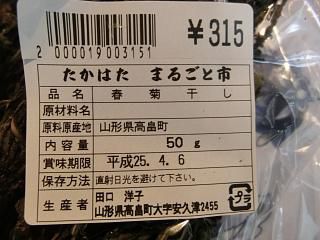 ¥315
2 000019003151
たかはた まるごと市
品名 春菊干し
原材料名
原料原産地 山形県高畠町
内容量 50g
賞味期限 平成25.4.6
保存方法 直射日光を避けて下さい。
生産者 田口 洋子
山形県高畠町大字安久津2455
プラ